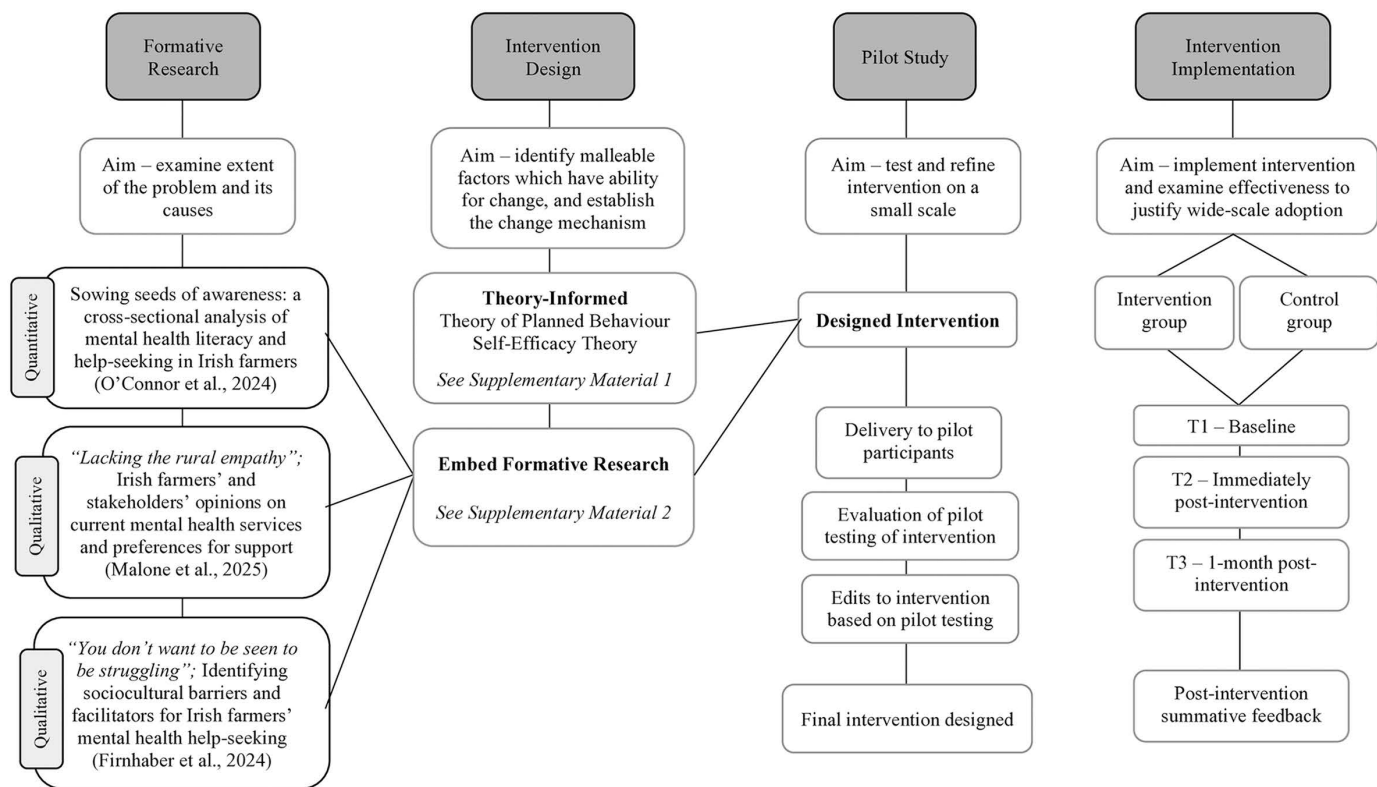 Formative
Research
Aim – examine extent
of the problem and its
causes
Quantitative
Sowing seeds of awareness: a
cross-sectional analysis of
mental health literacy and
help-seeking in Irish farmers
(O’Connor et al., 2024)
Qualitative
“Lacking the rural empathy”;
Irish farmers’ and
stakeholders’ opinions on
current mental health services
and preferences for support
(Malone et al., 2025)
Qualitative
“You don’t want to be seen to
be struggling”; Identifying
sociocultural barriers and
facilitators for Irish farmers’
mental health help-seeking
(Firnhaber et al., 2024)
Intervention
Design
Aim – identify malleable
factors which have ability
for change, and establish
the change mechanism
Theory-Informed
Theory of Planned Behaviour
Self-Efficacy Theory
See Supplementary Material 1
Embed Formative Research
See Supplementary Material 2
Pilot Study
Aim – test and refine
intervention on a
small scale
Designed Intervention
Delivery to pilot
participants
Evaluation of pilot
testing of intervention
Edits to intervention
based on pilot testing
Final intervention designed
Intervention
Implementation
Aim – implement intervention
and examine effectiveness to
justify wide-scale adoption
Intervention
group
Control
group
T1 – Baseline
T2 – Immediately
post-intervention
T3 – 1-month post-
intervention
Post-intervention
summative feedback